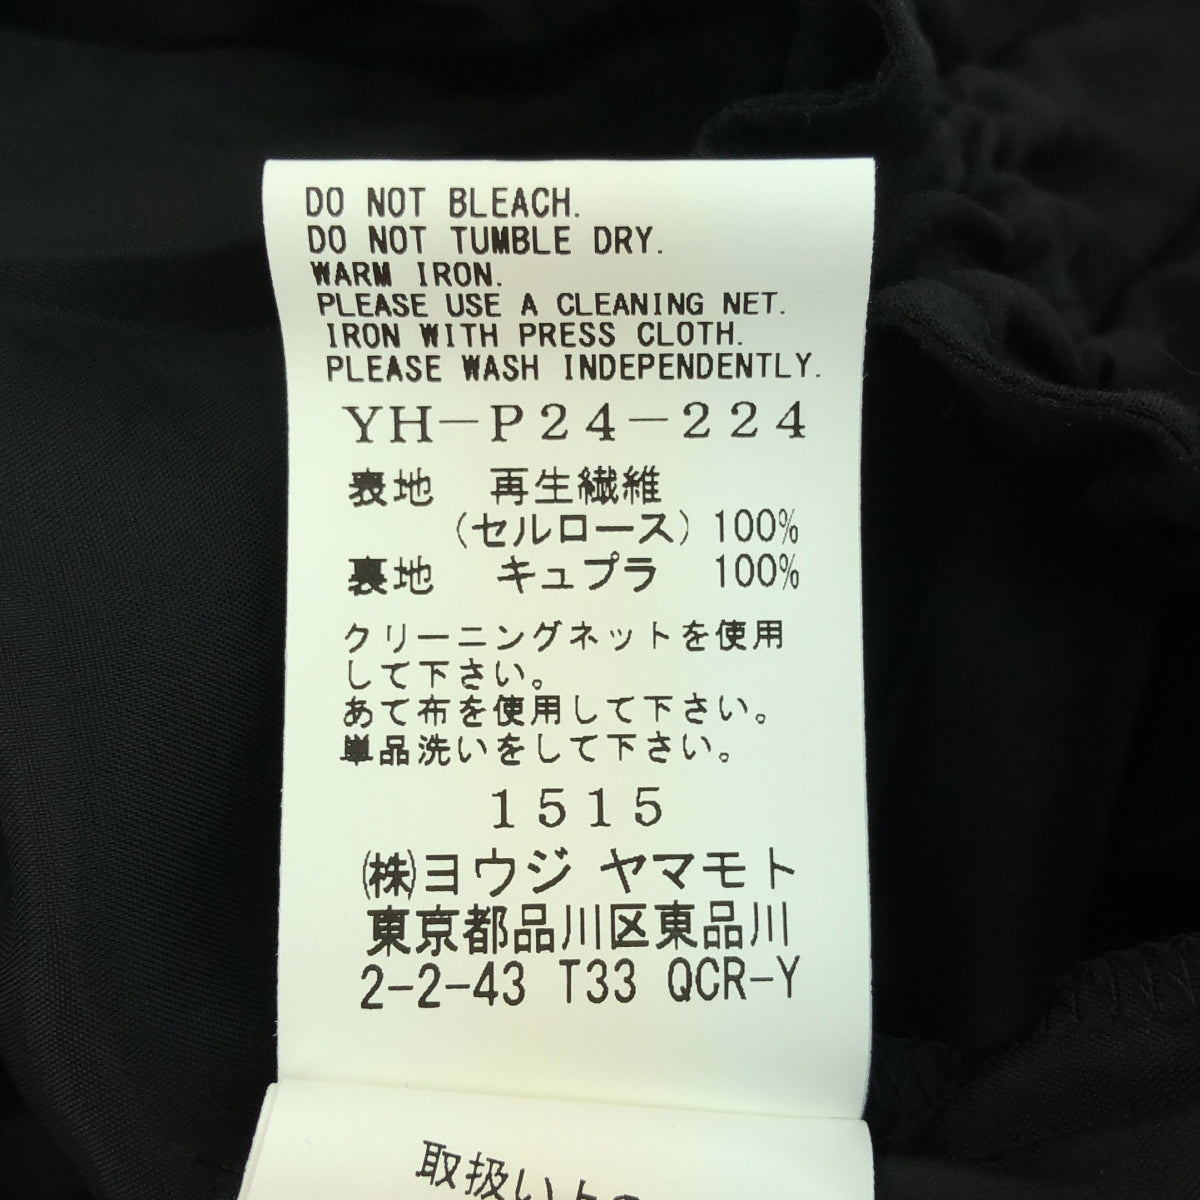 DO NOT BLEACH.
DO NOT TUMBLE DRY.
WARM IRON.
PLEASE USE A CLEANING NET.
IRON WITH PRESS CLOTH.
PLEASE WASH INDEPENDENTLY.
YH-P24-224
表地 再生繊維
(セルロース) 100%
裏地 キュプラ 100%
クリーニングネットを使用
して下さい。
あて布を使用して下さい。
単品洗いをして下さい。
1515
(株)ヨウジ ヤマモト
東京都品川区東品川
2-2-43 T33 QCR-Y
取扱い上の